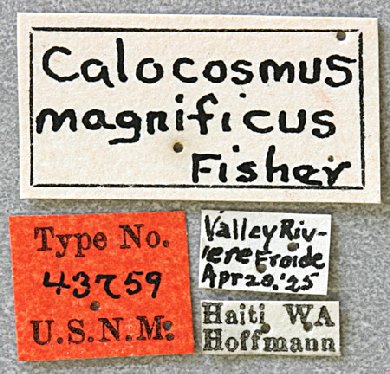 Calocosmus
magnificus
Fisher
Type No.
43759
U.S.N.M.
Valley Riv-
iere Froide
Apr 20.'25
Haiti WA
Hoffmann